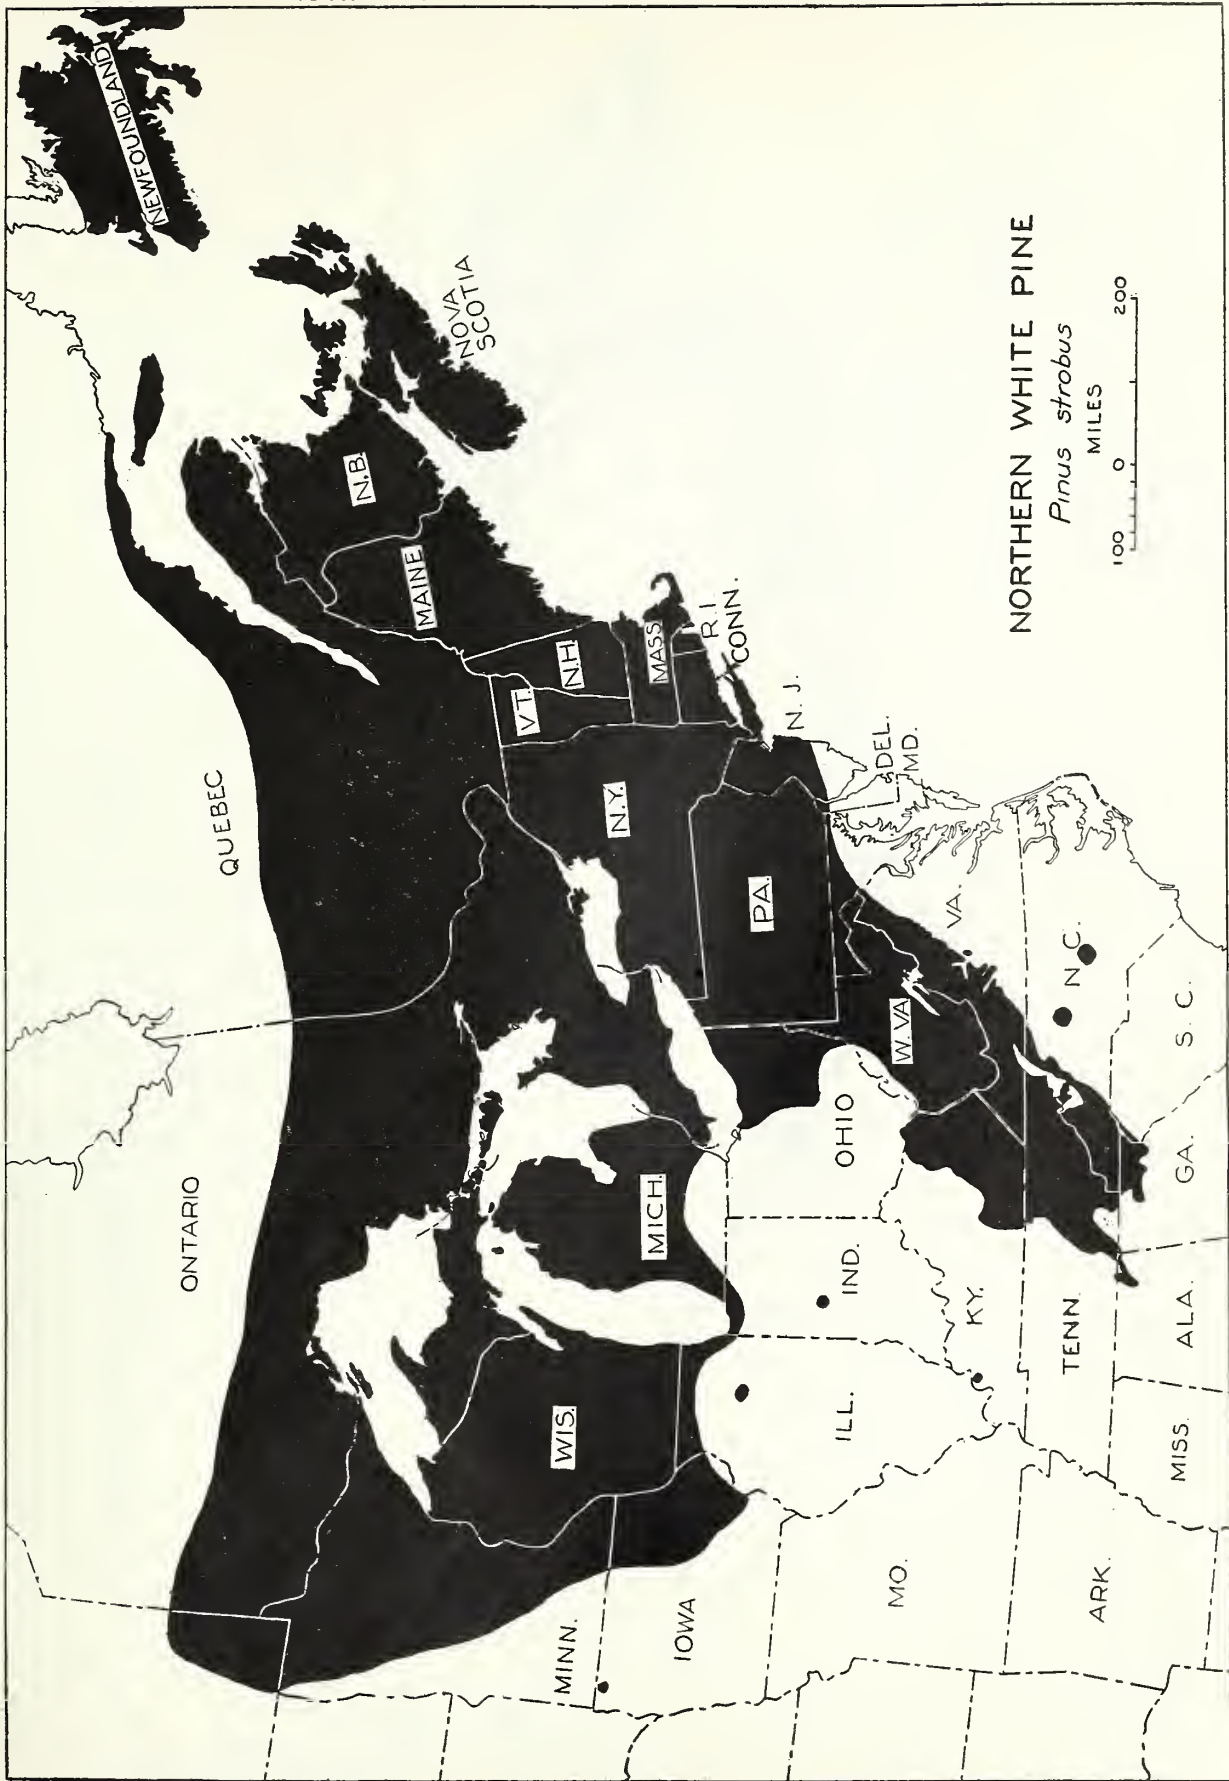 NEWFOUNDLAND
QUEBEC
ONTARIO
NOVA
SCOTIA
N.B.
MAINE
V T.
N.H.
MASS.
R.I.
CONN.
N.Y.
N. J.
PA.
DEL.
MD.
VA.
W.VA.
N. C.
S. C.
GA.
OHIO
MICH.
IND.
KY.
TENN.
ALA.
WIS.
ILL.
MISS.
MINN.
IOWA
MO.
ARK.
NORTHERN WHITE PINE
Pinus strobus
MILES
100 0 200